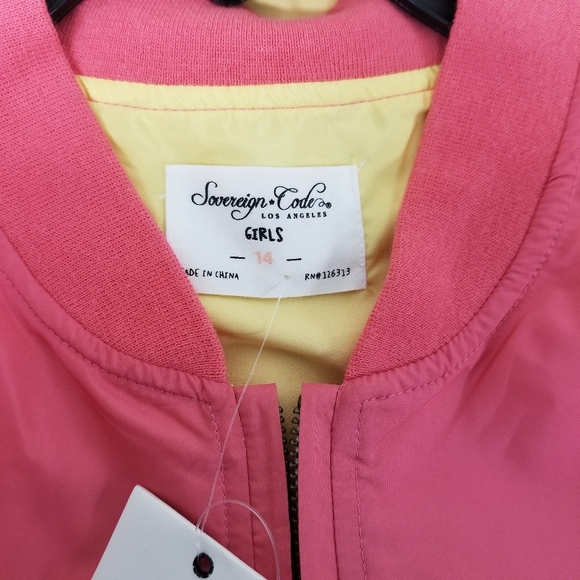 Sovereign★Code®
LOS ANGELES
GIRLS
— 14 —
ADE IN CHINA RN#126313